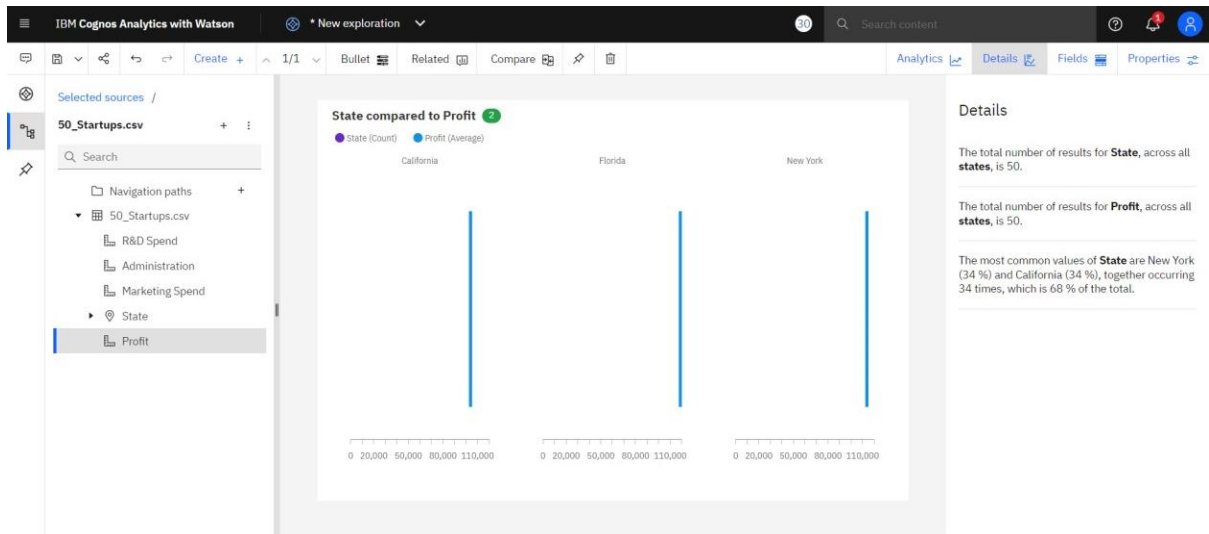 IBM Cognos Analytics with Watson
* New exploration
30
Search content
Create +
1/1
Bullet
Related
Compare
Analytics
Details
Fields
Properties
Selected sources /
50_Startups.csv
Search
Navigation paths +
50_Startups.csv
R&D Spend
Administration
Marketing Spend
State
Profit
State compared to Profit 2
State (Count) Profit (Average)
California Florida New York
0 20,000 50,000 80,000 110,000 0 20,000 50,000 80,000 110,000 0 20,000 50,000 80,000 110,000
Details
The total number of results for State, across all
states, is 50.
The total number of results for Profit, across all
states, is 50.
The most common values of State are New York
(34 %) and California (34 %), together occurring
34 times, which is 68 % of the total.